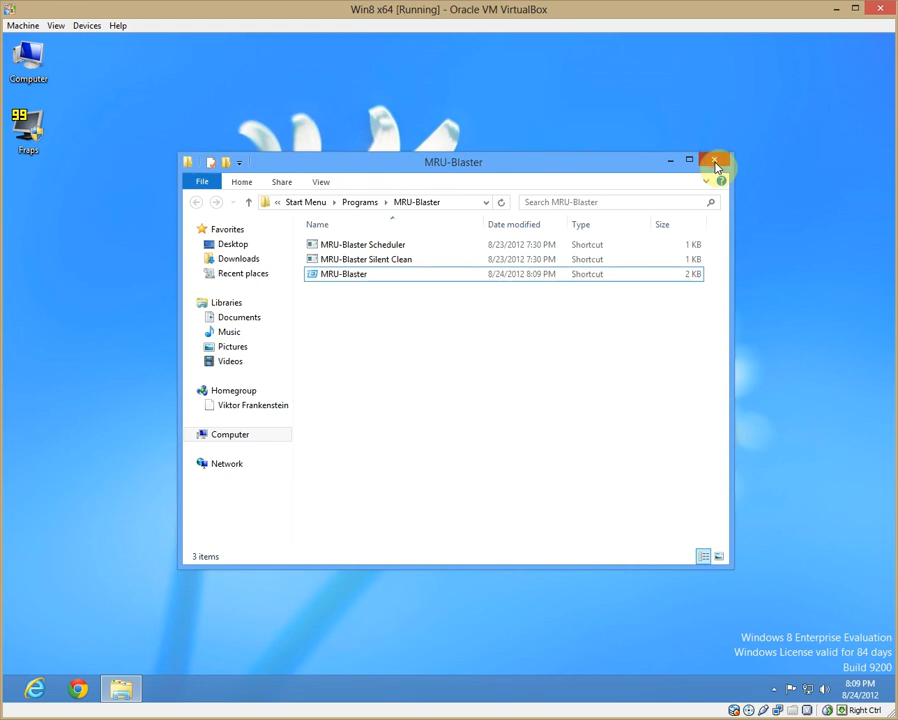 Win8 x64 [Running] - Oracle VM VirtualBox
Machine View Devices Help
Computer
99
Fraps
MRU-Blaster
File Home Share View
« Start Menu Programs MRU-Blaster Search MRU-Blaster
Name Date modified Type Size
MRU-Blaster Scheduler 8/23/2012 7:30 PM Shortcut 1 KB
MRU-Blaster Silent Clean 8/23/2012 7:30 PM Shortcut 1 KB
MRU-Blaster 8/24/2012 8:09 PM Shortcut 2 KB
Favorites
Desktop
Downloads
Recent places
Libraries
Documents
Music
Pictures
Videos
Homegroup
Viktor Frankenstein
Computer
Network
3 items
Windows 8 Enterprise Evaluation
Windows License valid for 84 days
Build 9200
8:09 PM
8/24/2012
Right Ctrl